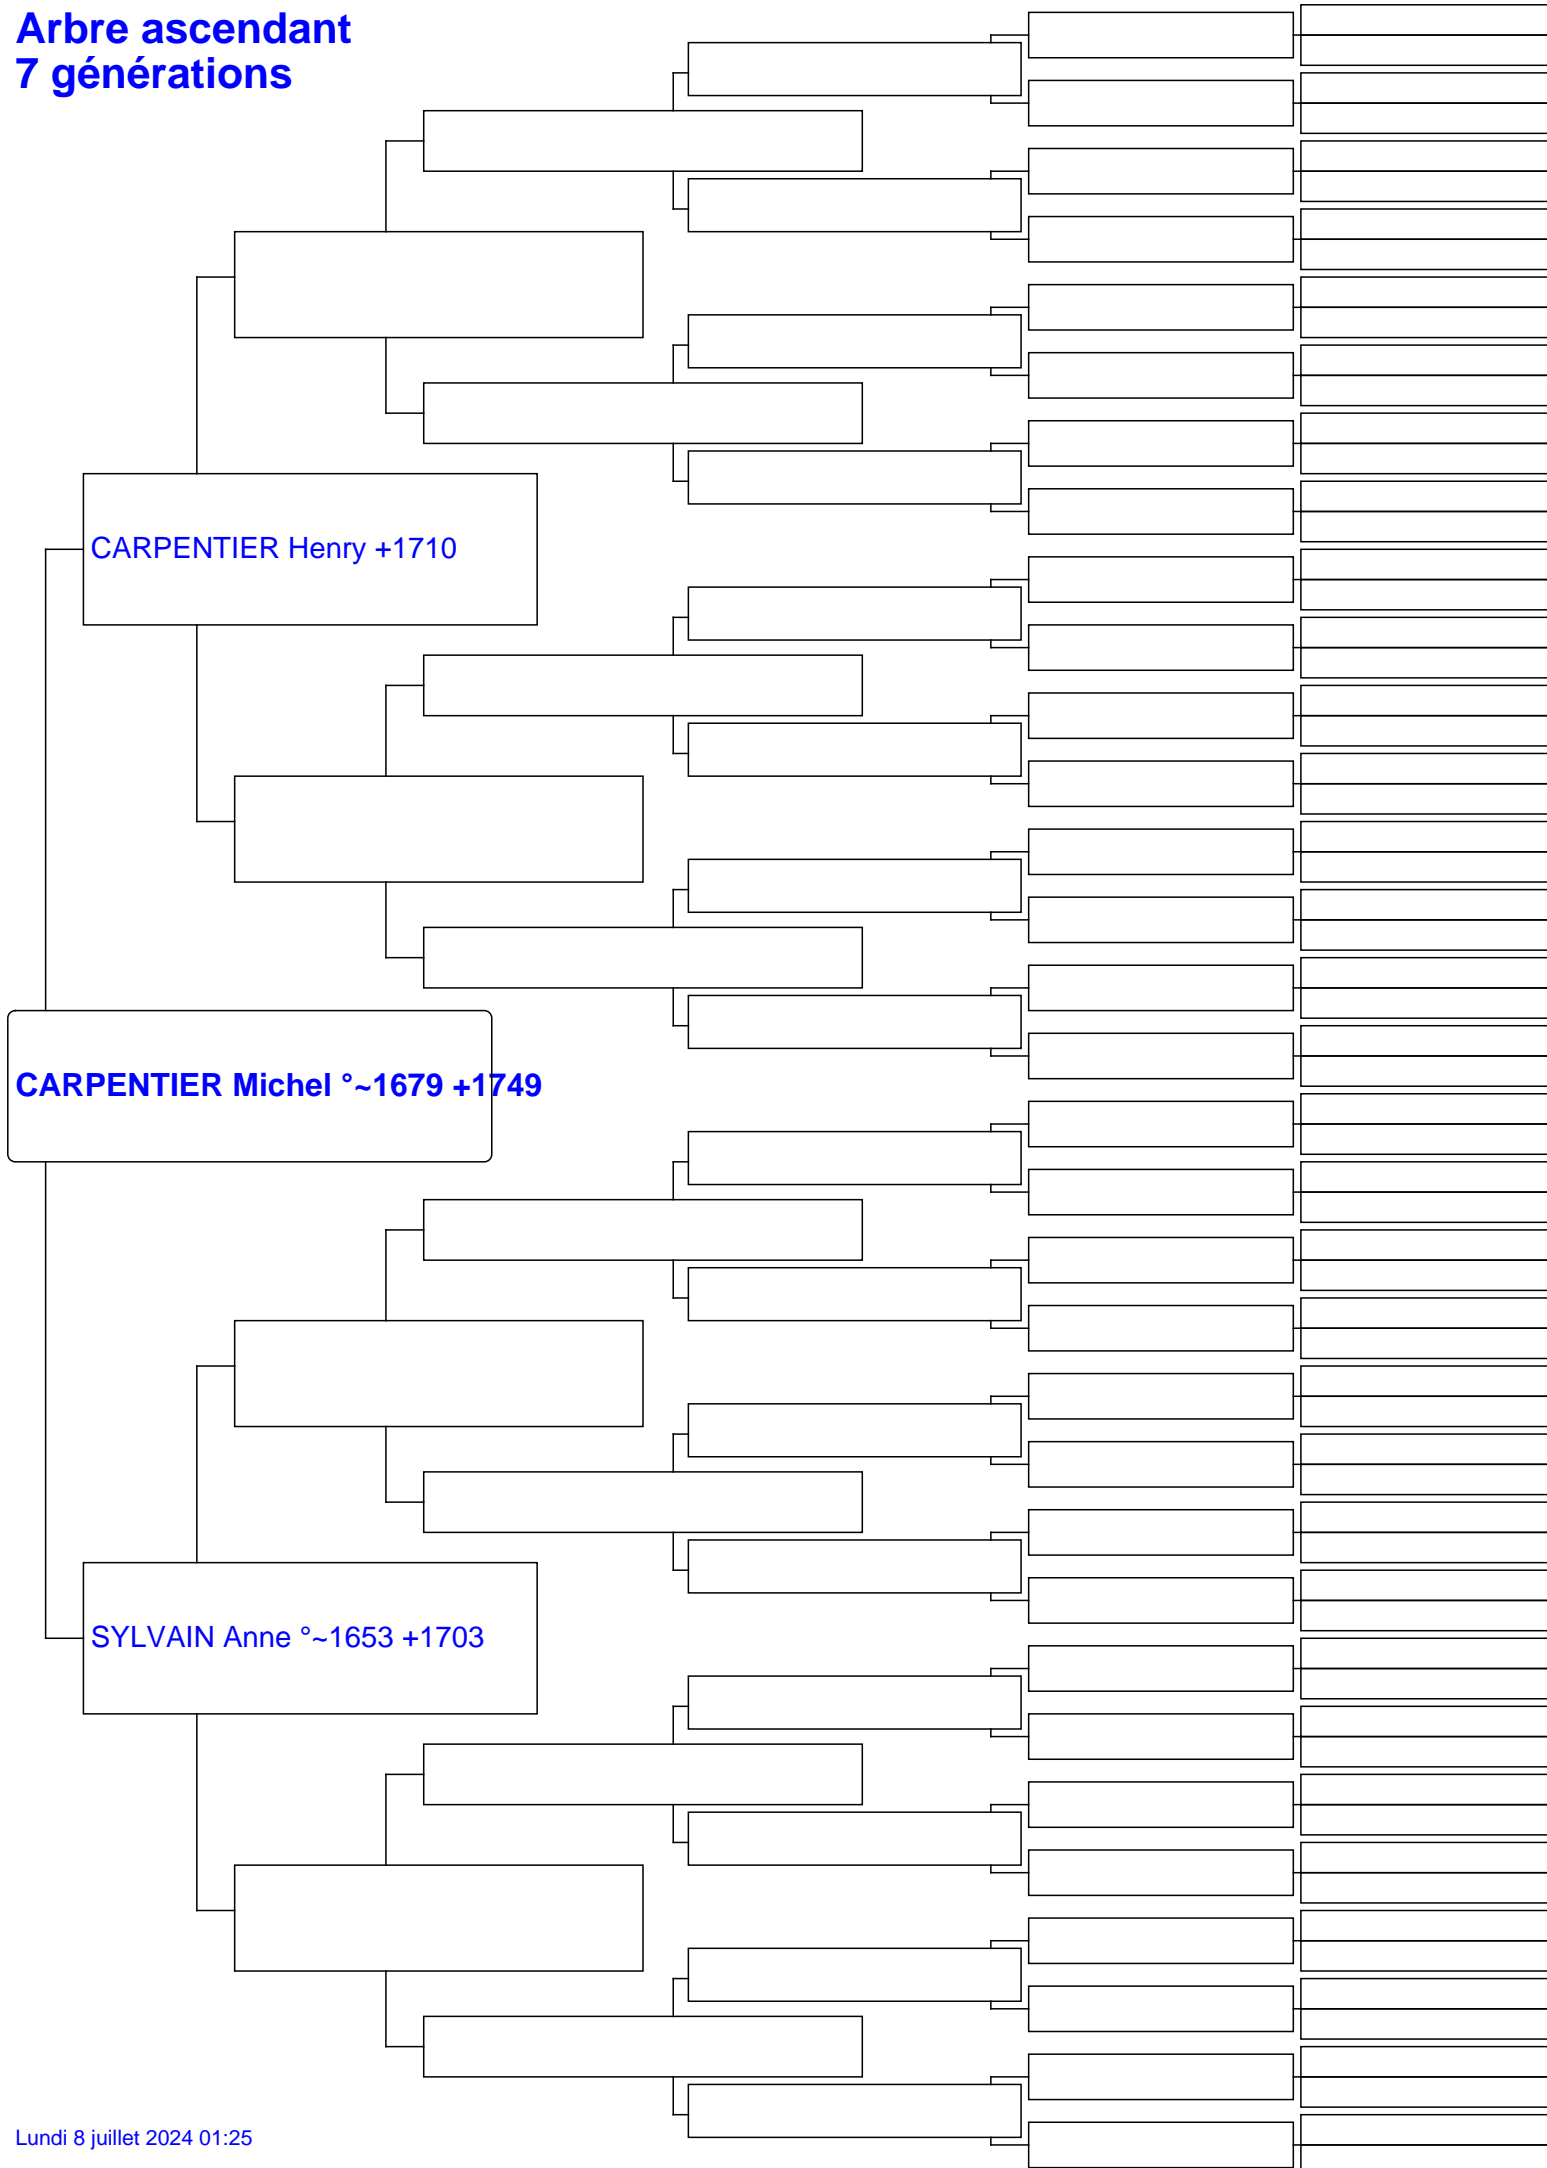 Arbre ascendant
7 générations
CARPENTIER Henry +1710
CARPENTIER Michel °~1679 +1749
SYLVAIN Anne °~1653 +1703
Lundi 8 juillet 2024 01:25